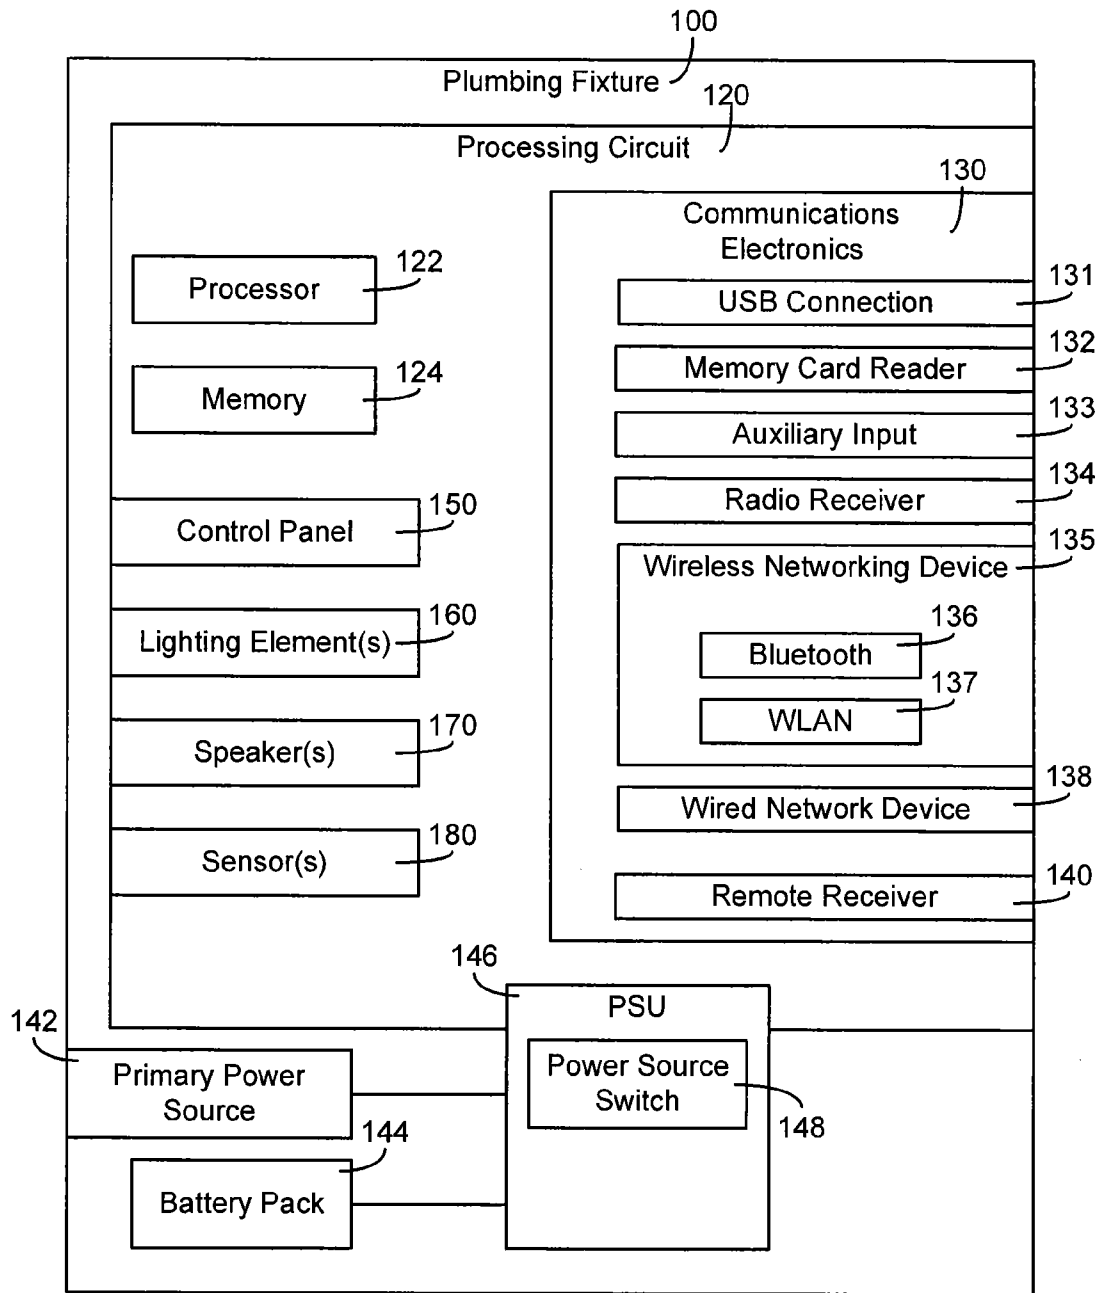 100
Plumbing Fixture
120
Processing Circuit
130
Communications
Electronics
122
Processor
131
USB Connection
132
Memory Card Reader
124
Memory
133
Auxiliary Input
134
Radio Receiver
150
Control Panel
135
Wireless Networking Device
160
Lighting Element(s)
136
Bluetooth
137
WLAN
170
Speaker(s)
138
Wired Network Device
180
Sensor(s)
140
Remote Receiver
146
PSU
142
Primary Power
Source
Power Source
Switch
148
144
Battery Pack